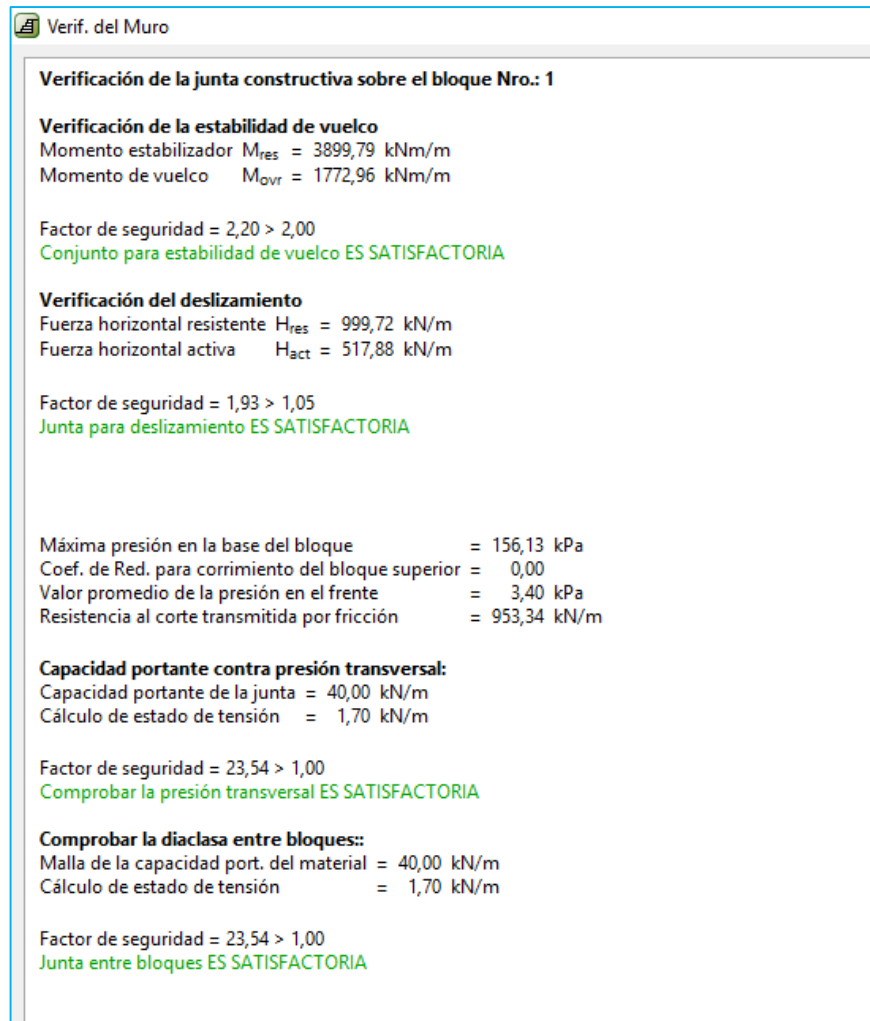 Verif. del Muro
Verificación de la junta constructiva sobre el bloque Nro.: 1
Verificación de la estabilidad de vuelco
Momento estabilizador Mres = 3899,79 kNm/m
Momento de vuelco Movr = 1772,96 kNm/m
Factor de seguridad = 2,20 > 2,00
Conjunto para estabilidad de vuelco ES SATISFACTORIA
Verificación del deslizamiento
Fuerza horizontal resistente Hres = 999,72 kN/m
Fuerza horizontal activa Hact = 517,88 kN/m
Factor de seguridad = 1,93 > 1,05
Junta para deslizamiento ES SATISFACTORIA
Máxima presión en la base del bloque = 156,13 kPa
Coef. de Red. para corrimiento del bloque superior = 0,00
Valor promedio de la presión en el frente = 3,40 kPa
Resistencia al corte transmitida por fricción = 953,34 kN/m
Capacidad portante contra presión transversal:
Capacidad portante de la junta = 40,00 kN/m
Cálculo de estado de tensión = 1,70 kN/m
Factor de seguridad = 23,54 > 1,00
Comprobar la presión transversal ES SATISFACTORIA
Comprobar la diaclasa entre bloques::
Malla de la capacidad port. del material = 40,00 kN/m
Cálculo de estado de tensión = 1,70 kN/m
Factor de seguridad = 23,54 > 1,00
Junta entre bloques ES SATISFACTORIA